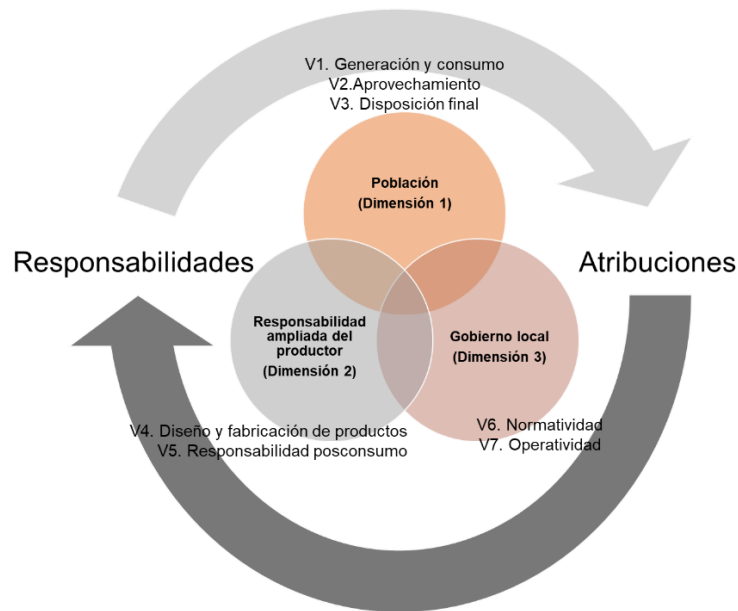 V1. Generación y consumo
V2.Aprovechamiento
V3. Disposición final
Población
(Dimensión 1)
Responsabilidades
Atribuciones
Responsabilidad
ampliada del
productor
(Dimensión 2)
Gobierno local
(Dimensión 3)
V4. Diseño y fabricación de productos
V5. Responsabilidad posconsumo
V6. Normatividad
V7. Operatividad